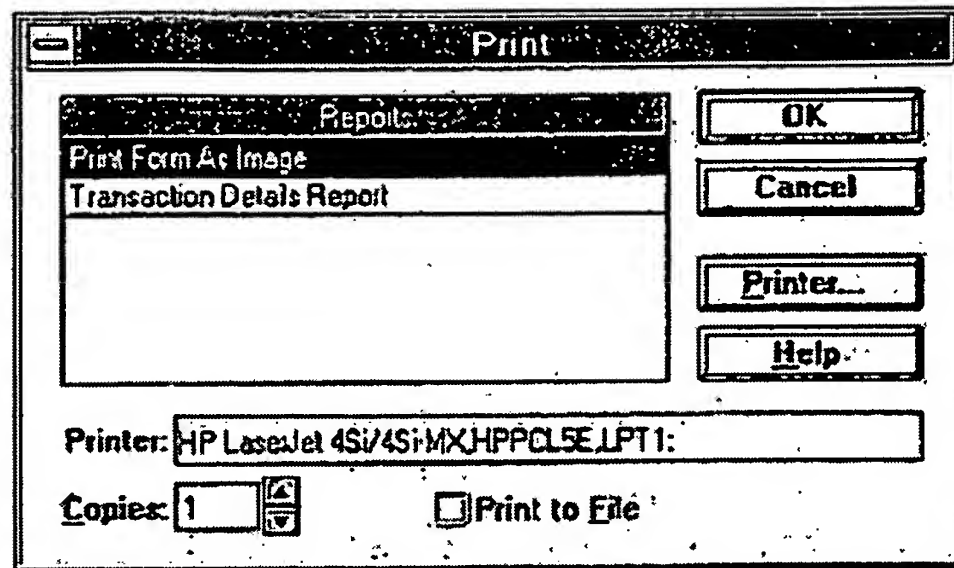 Print
Reports
Print Form As Image
Transaction Details Report
OK
Cancel
Printer...
Help
Printer: HP LaserJet 4Si/4Si MX,HPPCL5E,LPT1:
Copies: 1
Print to File